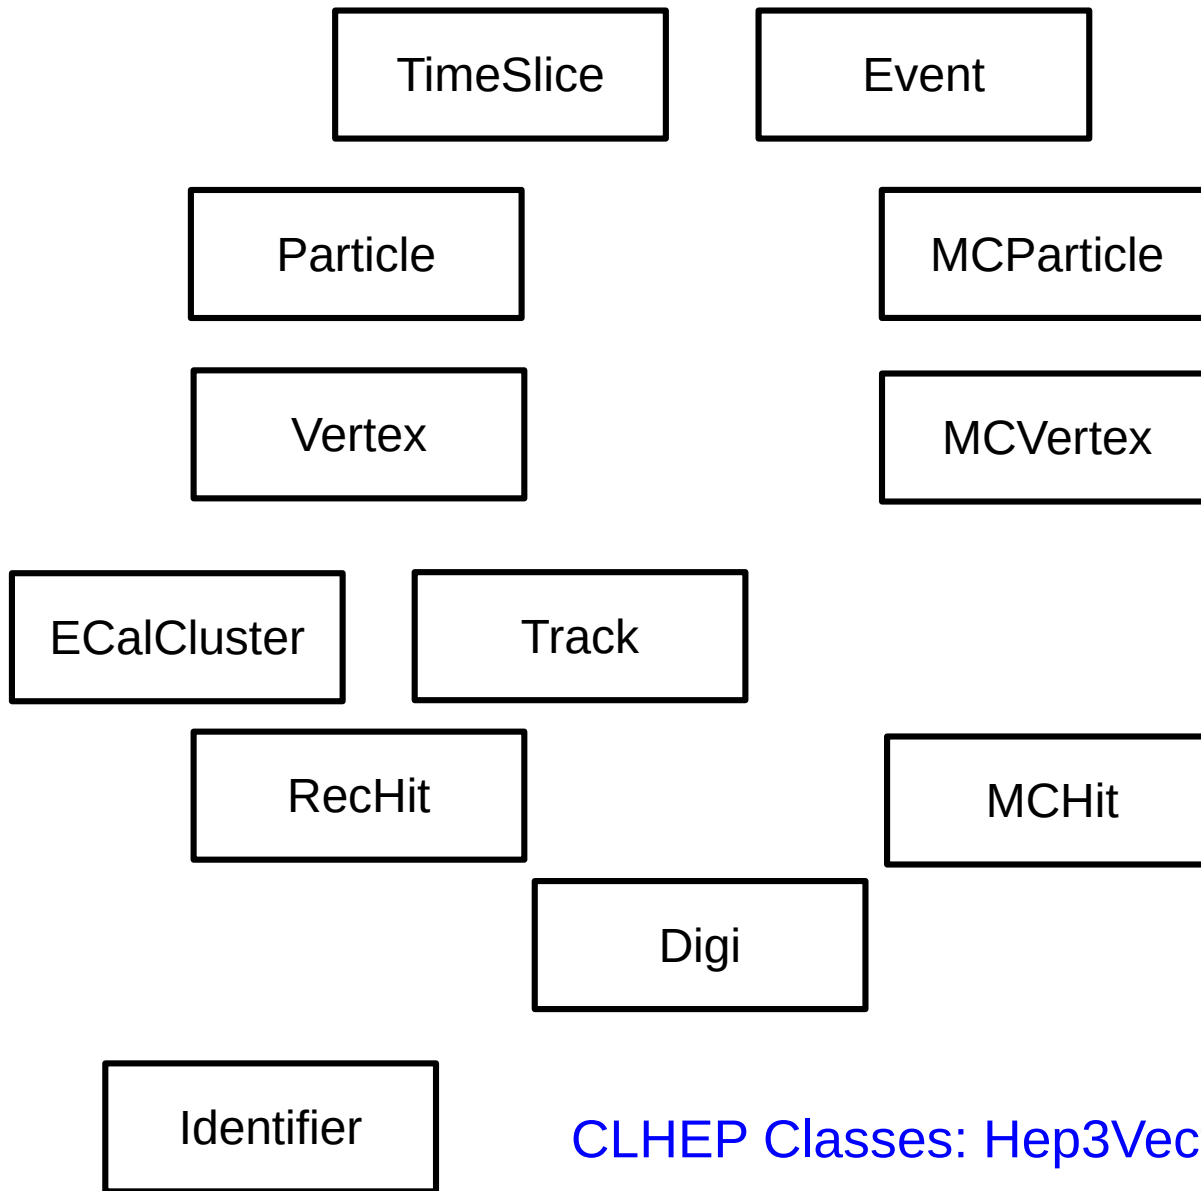 TimeSlice
Event
Particle
MCParticle
Vertex
MCVertex
ECalCluster
Track
RecHit
MCHit
Digi
Identifier
CLHEP Classes: Hep3Vec